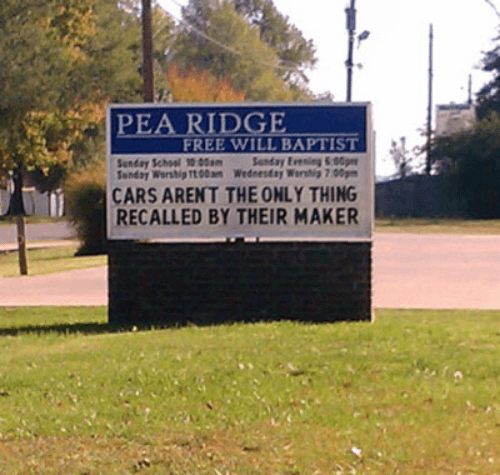 PEA RIDGE
FREE WILL BAPTIST
Sunday School 10:00am Sunday Evening 6:00pm
Sunday Worship 11:00am Wednesday Worship 7:00pm
CARS AREN'T THE ONLY THING
RECALLED BY THEIR MAKER